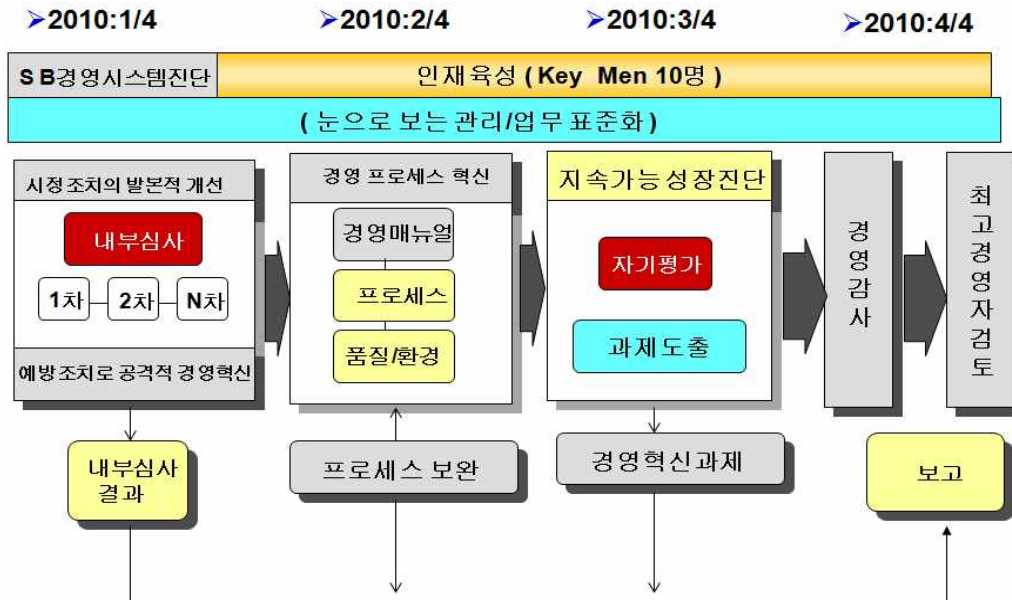 ➢2010:1/4 ➢2010:2/4 ➢2010:3/4 ➢2010:4/4
S B경영시스템진단 인재육성 ( Key Men 10명 )
( 눈으로 보는 관리/업무 표준화 )
시정조치의 발본적 개선
내부심사
1차 2차 N차
예방조치로 공격적 경영혁신
내부심사
결과
경영 프로세스 혁신
경영매뉴얼
프로세스
품질/환경
프로세스 보완
지속가능 성장진단
자기평가
과제도출
경영혁신과제
경영감사
최고경영자검토
보고